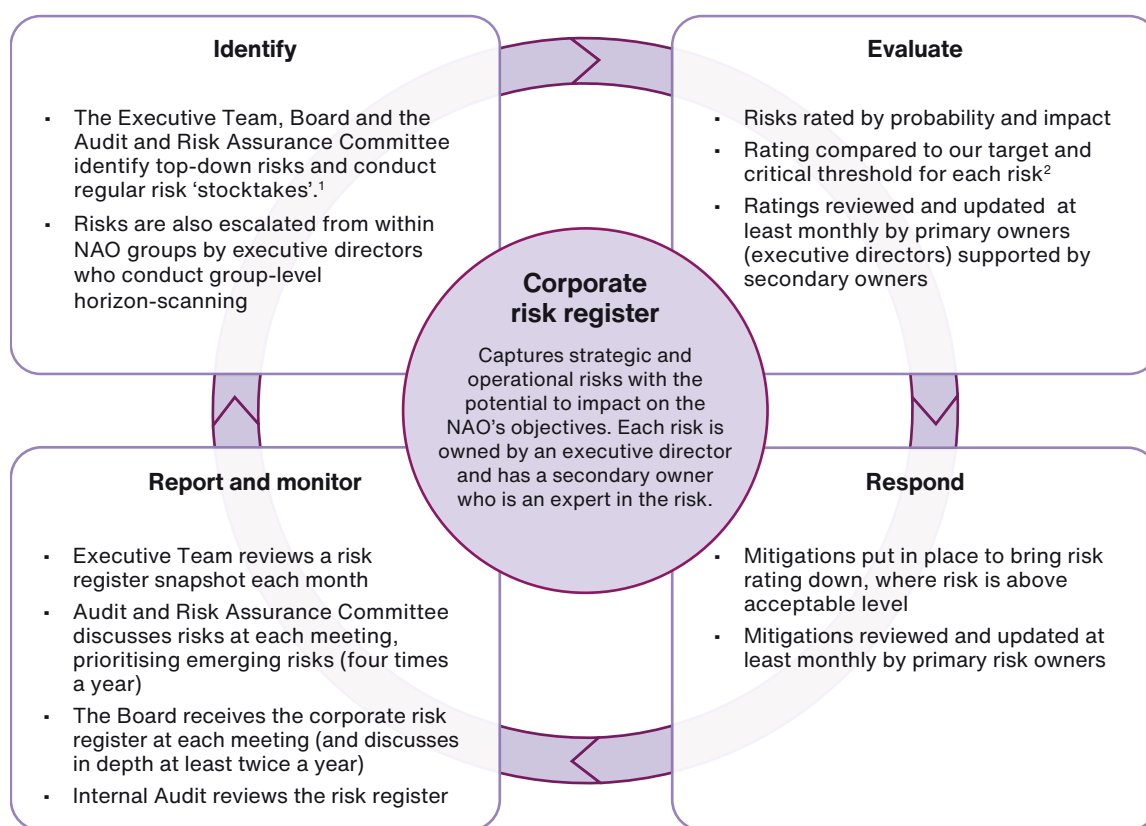 Identify
▪ The Executive Team, Board and the
Audit and Risk Assurance Committee
identify top-down risks and conduct
regular risk ‘stocktakes’.¹
▪ Risks are also escalated from within
NAO groups by executive directors
who conduct group-level
horizon-scanning
Evaluate
▪ Risks rated by probability and impact
▪ Rating compared to our target and
critical threshold for each risk²
▪ Ratings reviewed and updated at
least monthly by primary owners
(executive directors) supported by
secondary owners
Corporate
risk register
Captures strategic and
operational risks with the
potential to impact on the
NAO’s objectives. Each risk is
owned by an executive director
and has a secondary owner
who is an expert in the risk.
Report and monitor
▪ Executive Team reviews a risk
register snapshot each month
▪ Audit and Risk Assurance Committee
discusses risks at each meeting,
prioritising emerging risks (four times
a year)
▪ The Board receives the corporate risk
register at each meeting (and discusses
in depth at least twice a year)
▪ Internal Audit reviews the risk register
Respond
▪ Mitigations put in place to bring risk
rating down, where risk is above
acceptable level
▪ Mitigations reviewed and updated at
least monthly by primary risk owners